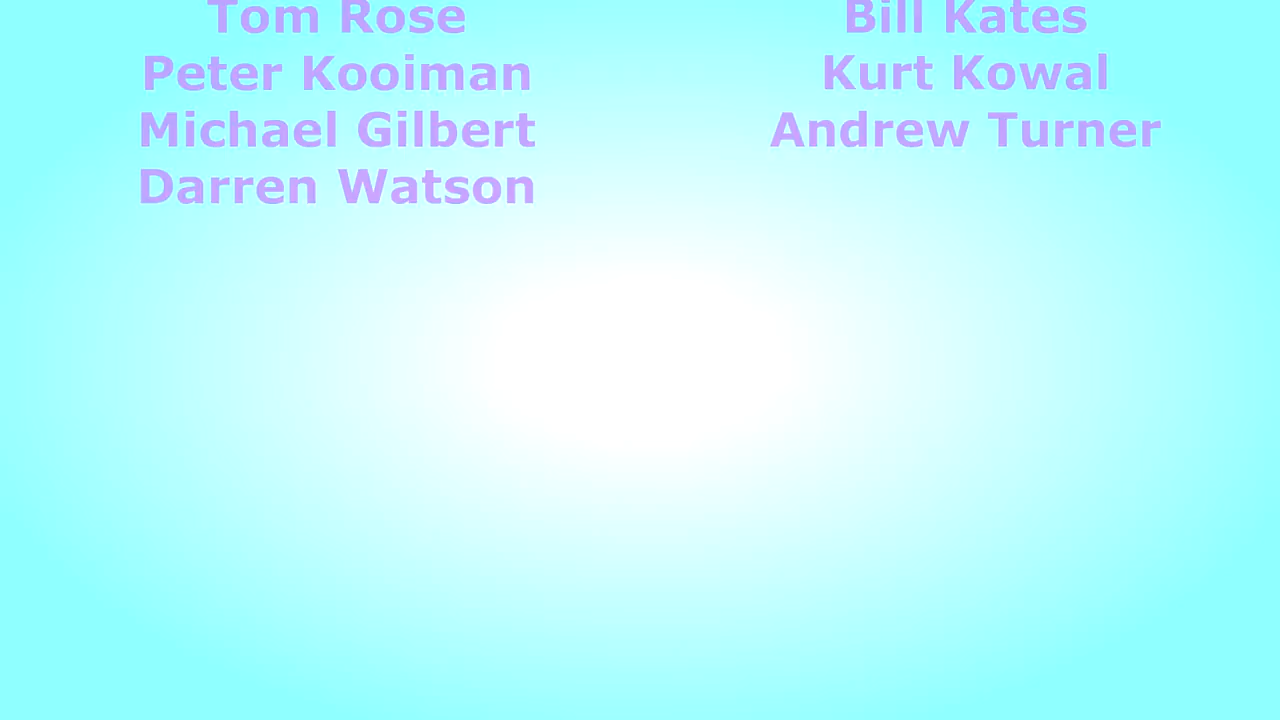 Tom Rose
Peter Kooiman
Michael Gilbert
Darren Watson
Bill Kates
Kurt Kowal
Andrew Turner